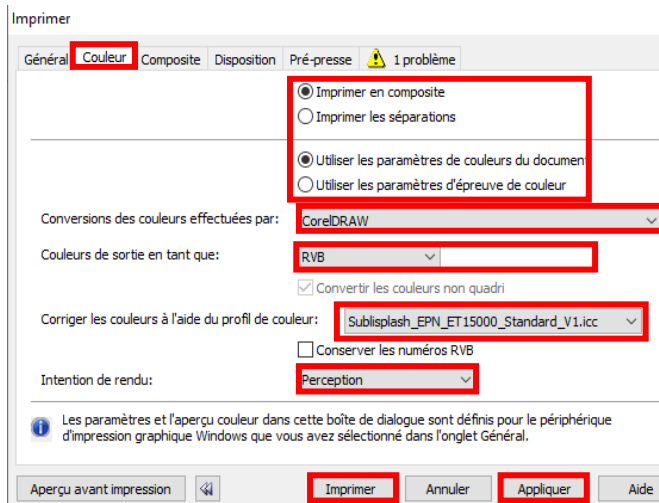 Imprimer
Général Couleur Composite Disposition Pré-presse 1 problème
Imprimer en composite
Imprimer les séparations
Utiliser les paramètres de couleurs du document
Utiliser les paramètres d'épreuve de couleur
Conversions des couleurs effectuées par: CorelDRAW
Couleurs de sortie en tant que: RVB
Convertir les couleurs non quadri
Corriger les couleurs à l'aide du profil de couleur: Sublisplash_EPN_ET15000_Standard_V1.icc
Conserver les numéros RVB
Intention de rendu: Perception
Les paramètres et l'aperçu couleur dans cette boîte de dialogue sont définis pour le périphérique
d'impression graphique Windows que vous avez sélectionné dans l'onglet Général.
Aperçu avant impression Imprimer Annuler Appliquer Aide